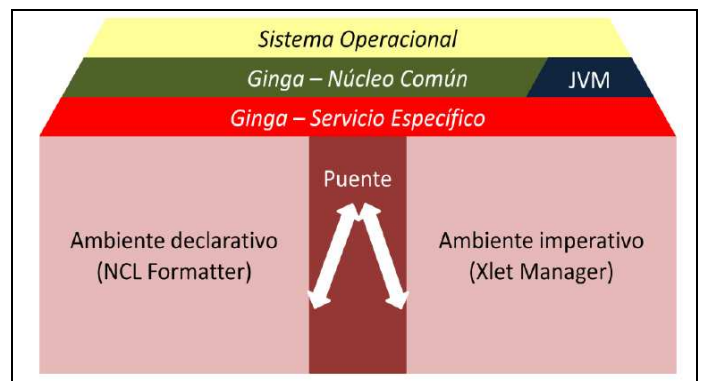 Sistema Operacional
Ginga – Núcleo Común
JVM
Ginga – Servicio Específico
Puente
Ambiente declarativo
(NCL Formatter)
Ambiente imperativo
(Xlet Manager)